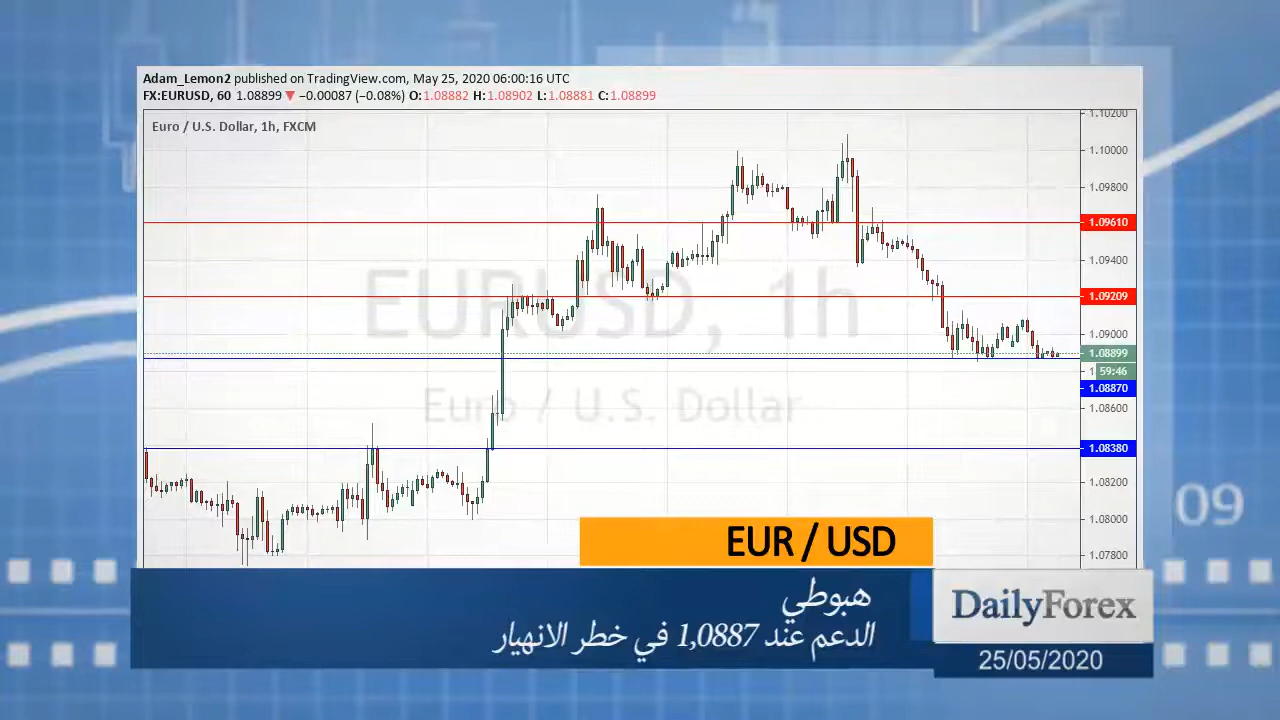 Adam_Lemon2 published on TradingView.com, May 25, 2020 06:00:16 UTC
FX:EURUSD, 60 1.08899 ▼ −0.00087 (−0.08%) O:1.08882 H:1.08902 L:1.08881 C:1.08899
Euro / U.S. Dollar, 1h, FXCM
1.10200
1.10000
1.09800
1.09610
1.09400
1.09209
1.09000
1.08899
59:46
1.08870
1.08600
1.08380
1.08200
1.08000
1.07800
EURUSD, 1h
Euro / U.S. Dollar
09
EUR / USD
هبوطي
الدعم عند 1,0887 في خطر الانهيار
DailyForex
25/05/2020